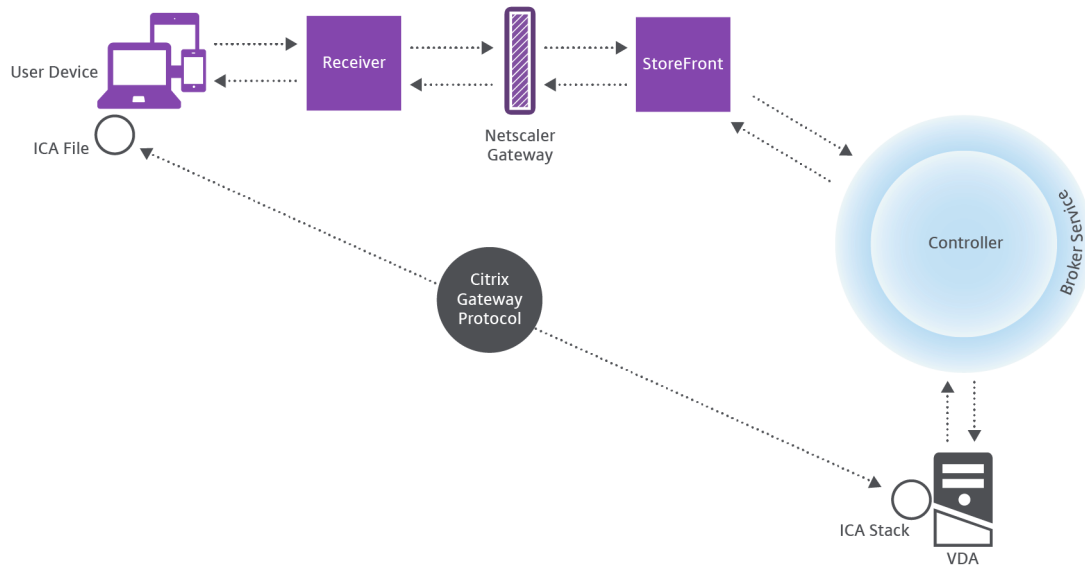 User Device
Receiver
StoreFront
Netscaler
Gateway
ICA File
Controller
Broker Service
Citrix
Gateway
Protocol
ICA Stack
VDA